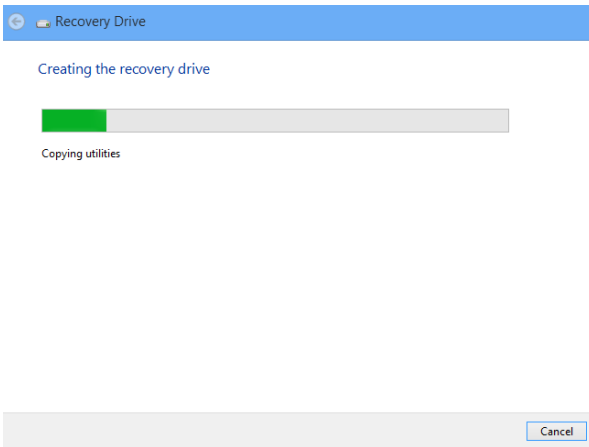 Recovery Drive
Creating the recovery drive
Copying utilities
Cancel